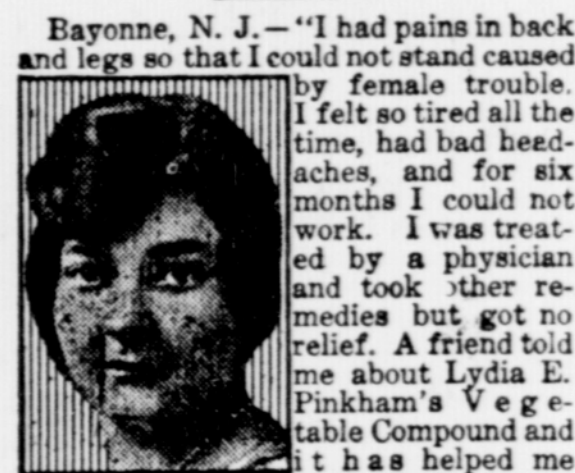 Bayonne, N. J.—“I had pains in back
and legs so that I could not stand caused
by female trouble.
I felt so tired all the
time, had bad head-
aches, and for six
months I could not
work. I was treat-
ed by a physician
and took other re-
medies but got no
relief. A friend told
me about Lydia E.
Pinkham's Vege-
table Compound and
it has helped me